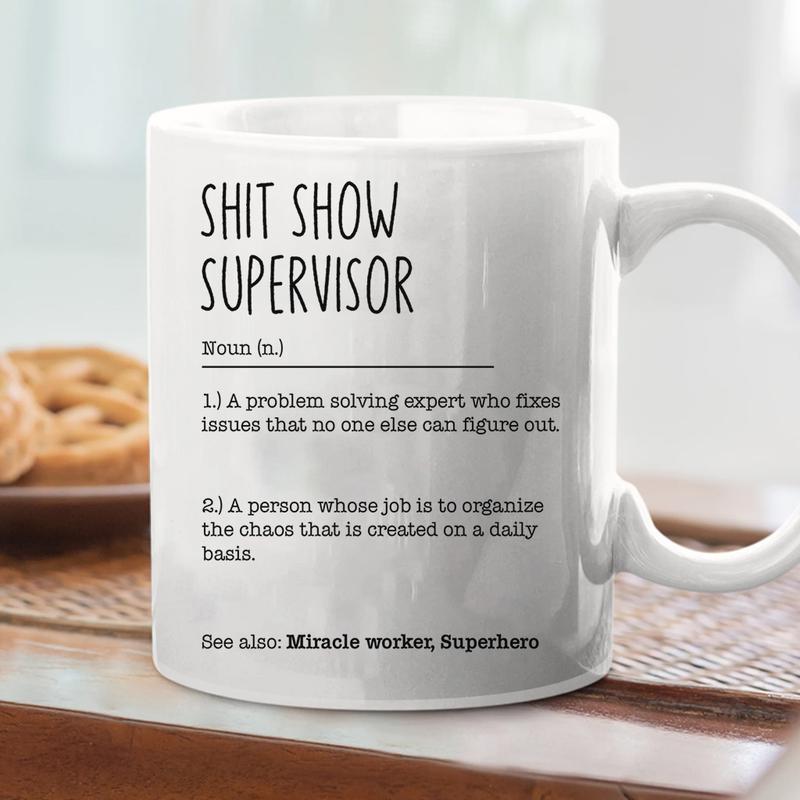 SHIT SHOW
SUPERVISOR
Noun (n.)
1.) A problem solving expert who fixes
issues that no one else can figure out.
2.) A person whose job is to organize
the chaos that is created on a daily
basis.
See also: Miracle worker, Superhero